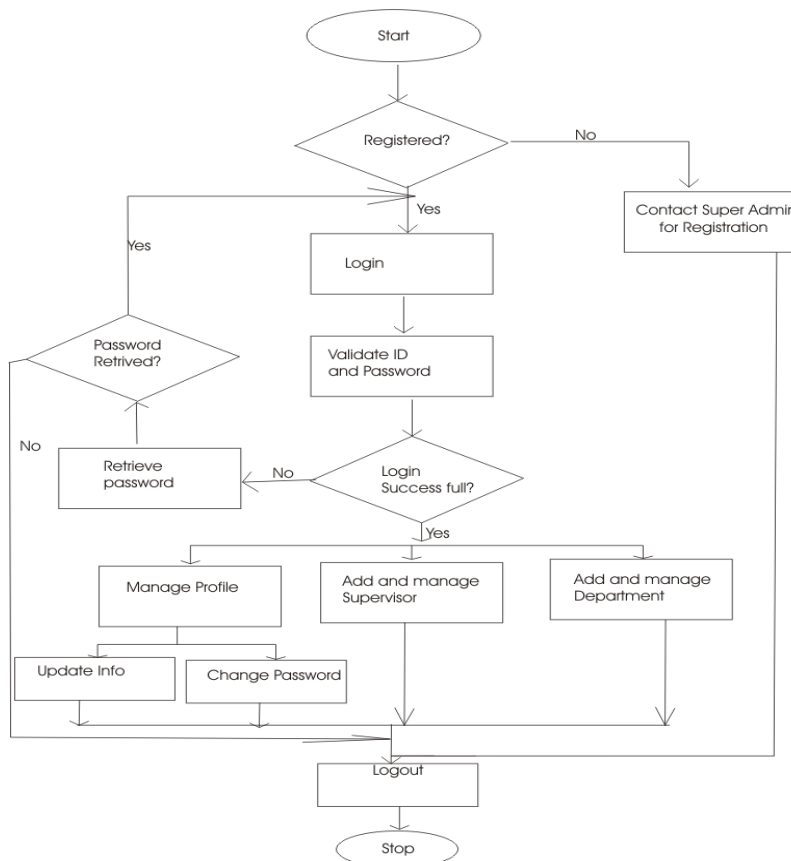 Start
Registered?
No
Yes
Contact Super Admin
for Registration
Login
Yes
Password
Retrived?
Validate ID
and Password
No
Retrieve
password
No
Login
Success full?
Yes
Manage Profile
Add and manage
Supervisor
Add and manage
Department
Update Info
Change Password
Logout
Stop